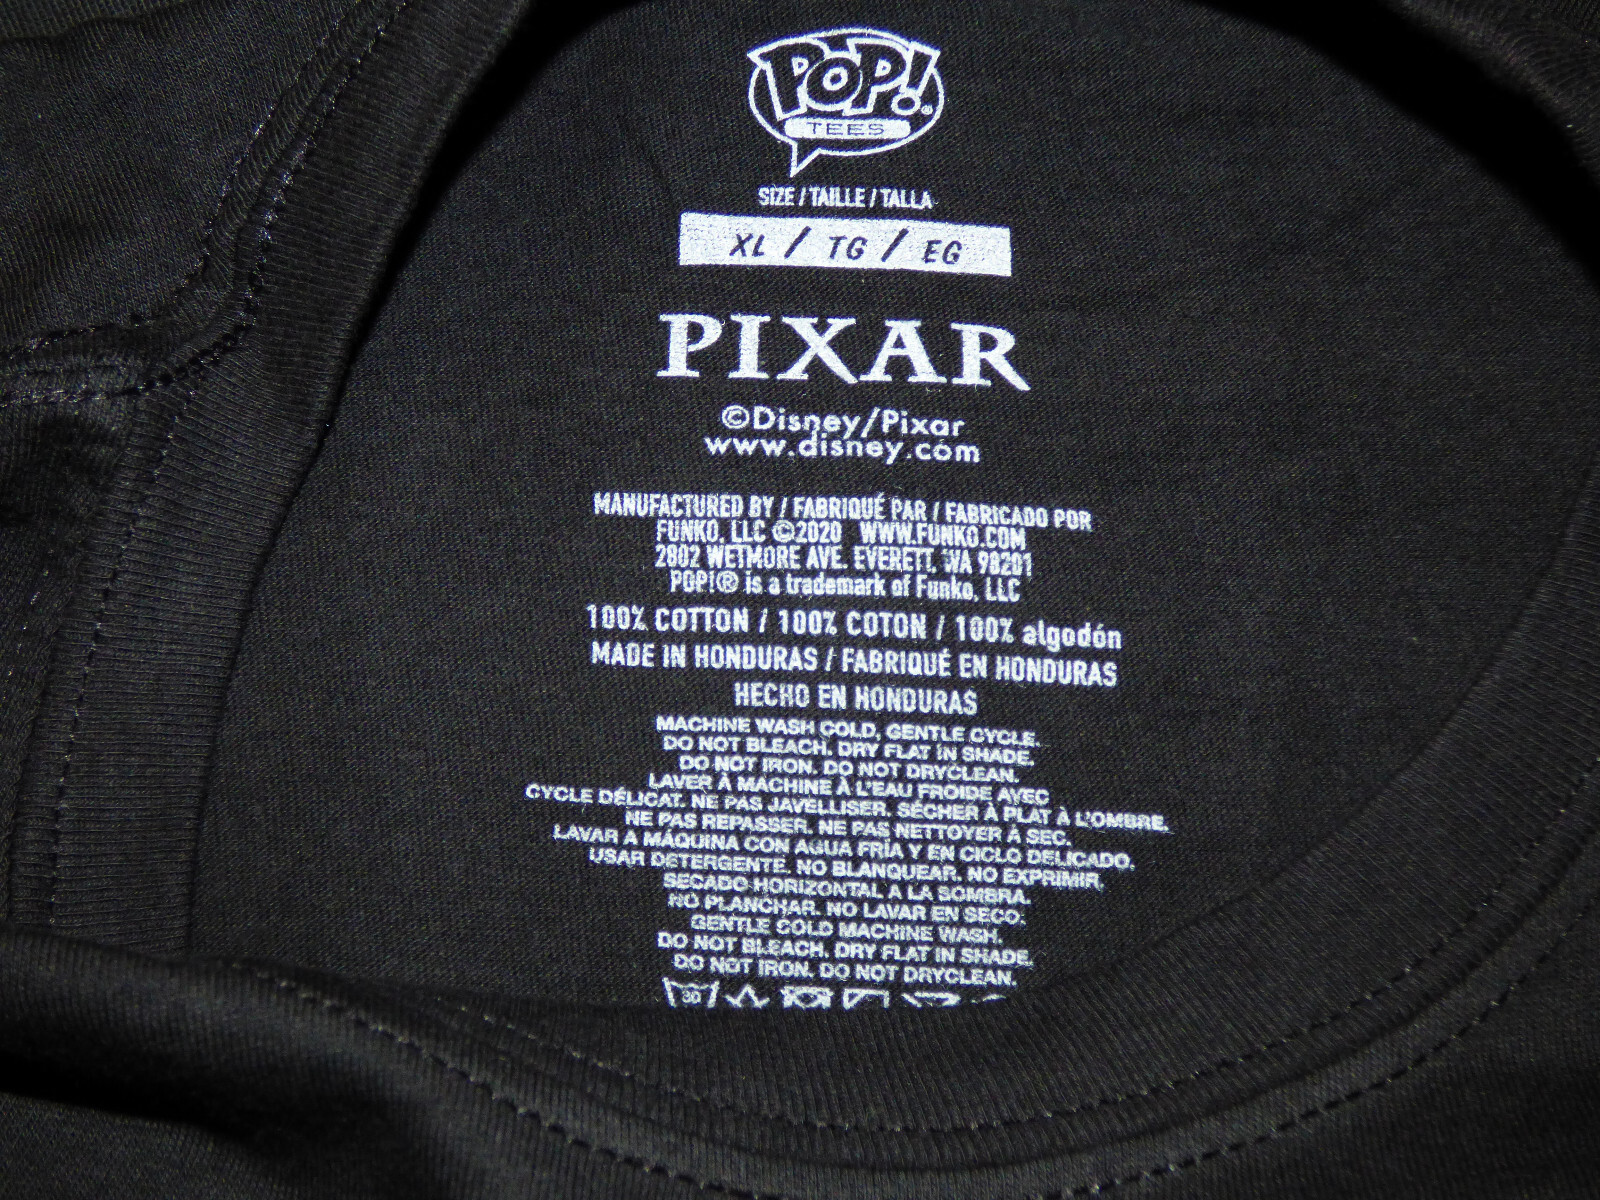 POP!®
TEES
SIZE / TAILLE / TALLA
XL / TG / EG
PIXAR
©Disney/Pixar
www.disney.com
MANUFACTURED BY / FABRIQUÉ PAR / FABRICADO POR
FUNKO, LLC ©2020 WWW.FUNKO.COM
2802 WETMORE AVE. EVERETT, WA 98201
POP!® is a trademark of Funko, LLC
100% COTTON / 100% COTON / 100% algodón
MADE IN HONDURAS / FABRIQUÉ EN HONDURAS
HECHO EN HONDURAS
MACHINE WASH COLD, GENTLE CYCLE.
DO NOT BLEACH. DRY FLAT IN SHADE.
DO NOT IRON. DO NOT DRYCLEAN.
LAVER À MACHINE À L'EAU FROIDE AVEC
CYCLE DÉLICAT. NE PAS JAVELLISER. SÉCHER À PLAT À L'OMBRE.
NE PAS REPASSER. NE PAS NETTOYER À SEC.
LAVAR A MÁQUINA CON AGUA FRÍA Y EN CICLO DELICADO.
USAR DETERGENTE. NO BLANQUEAR. NO EXPRIMIR,
SECADO HORIZONTAL A LA SOMBRA.
NO PLANCHAR. NO LAVAR EN SECO.
GENTLE COLD MACHINE WASH.
DO NOT BLEACH. DRY FLAT IN SHADE.
DO NOT IRON. DO NOT DRYCLEAN.
30